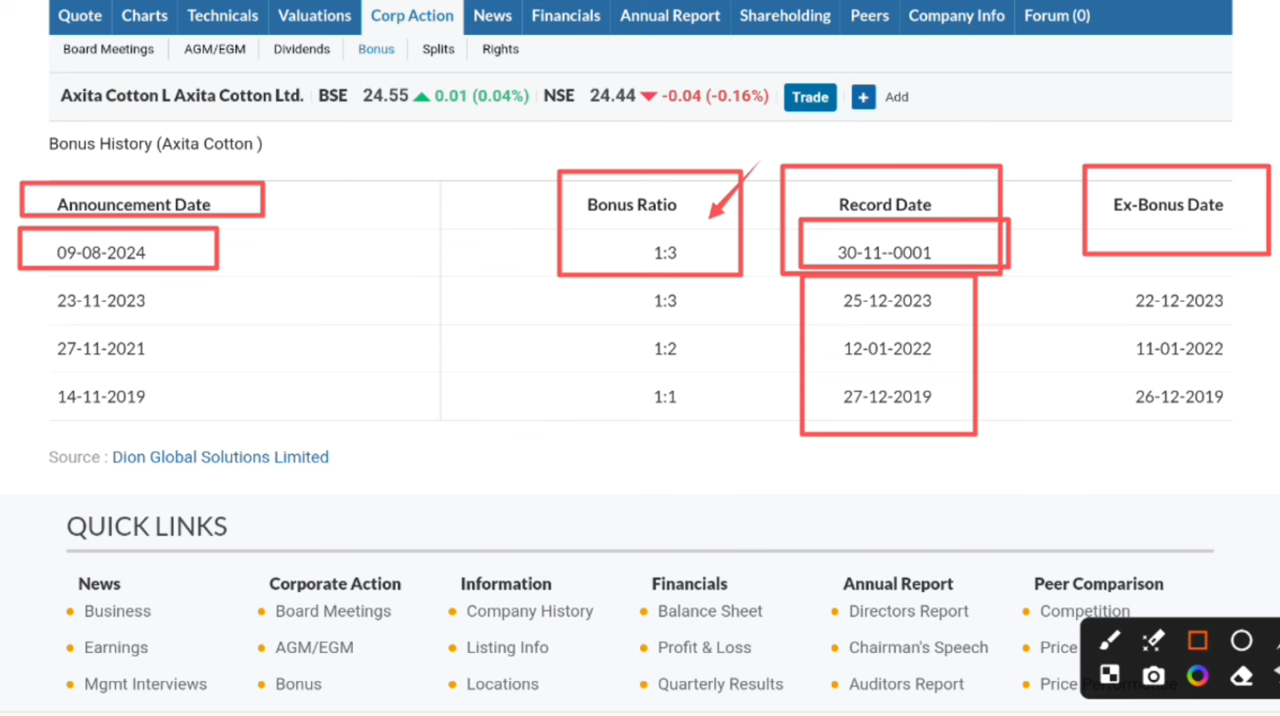 Quote Charts Technicals Valuations Corp Action News Financials Annual Report Shareholding Peers Company Info Forum (0)
Board Meetings AGM/EGM Dividends Bonus Splits Rights
Axita Cotton L Axita Cotton Ltd. BSE 24.55 0.01 (0.04%) NSE 24.44 -0.04 (-0.16%) Trade + Add
Bonus History (Axita Cotton )
Announcement Date Bonus Ratio Record Date Ex-Bonus Date
09-08-2024 1:3 30-11--0001
23-11-2023 1:3 25-12-2023 22-12-2023
27-11-2021 1:2 12-01-2022 11-01-2022
14-11-2019 1:1 27-12-2019 26-12-2019
Source : Dion Global Solutions Limited
QUICK LINKS
News Corporate Action Information Financials Annual Report Peer Comparison
Business Board Meetings Company History Balance Sheet Directors Report Competition
Earnings AGM/EGM Listing Info Profit & Loss Chairman's Speech Price
Mgmt Interviews Bonus Locations Quarterly Results Auditors Report Price Performance